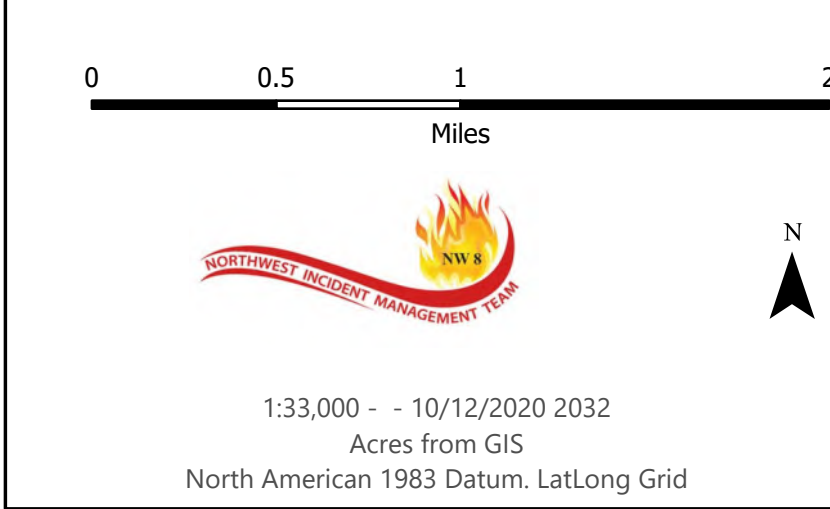 0 0.5 1 2
Miles
NW 8
NORTHWEST INCIDENT MANAGEMENT TEAM
N
1:33,000 - - 10/12/2020 2032
Acres from GIS
North American 1983 Datum. LatLong Grid